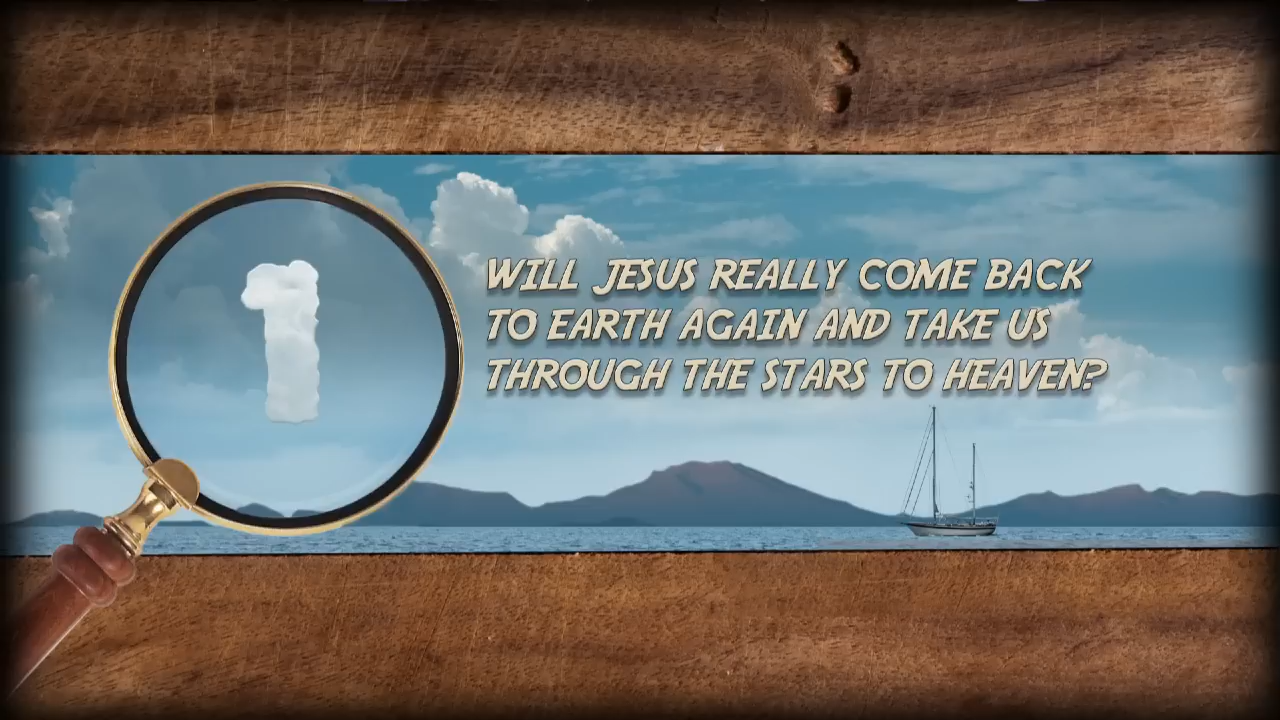 1
WILL JESUS REALLY COME BACK
TO EARTH AGAIN AND TAKE US
THROUGH THE STARS TO HEAVEN?